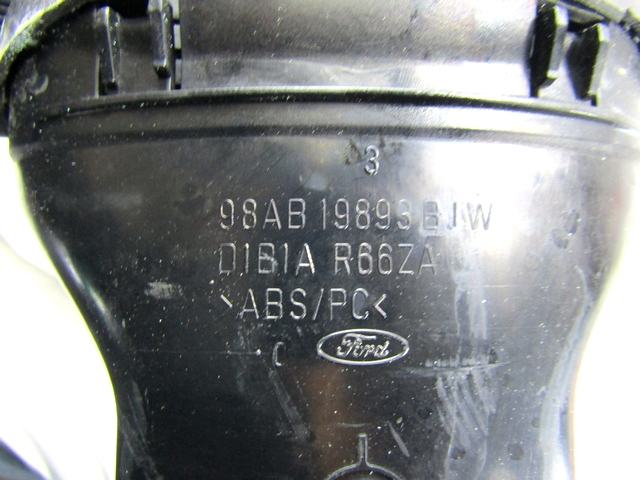 3
98AB 19893 BJW
D1B1A R66ZA
>ABS/PC<
C
Ford